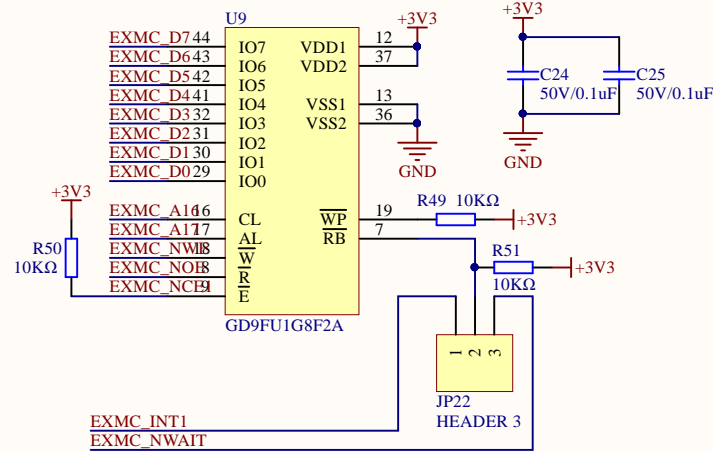 U9
EXMC_D7 44 IO7 VDD1 12 +3V3
EXMC_D6 43 IO6 VDD2 37
EXMC_D5 42 IO5
EXMC_D4 41 IO4 VSS1 13
EXMC_D3 32 IO3 VSS2 36
EXMC_D2 31 IO2
EXMC_D1 30 IO1
EXMC_D0 29 IO0
GND
+3V3
C24
50V/0.1uF
C25
50V/0.1uF
GND
+3V3
R50
10KΩ
EXMC_A16 16 CL WP 19 R49 10KΩ +3V3
EXMC_A17 17 AL RB 7
EXMC_NWE 18 W
EXMC_NOE 8 R
EXMC_NCE1 9 E
R51
10KΩ
+3V3
GD9FU1G8F2A
1 2 3
JP22
HEADER 3
EXMC_INT1
EXMC_NWAIT